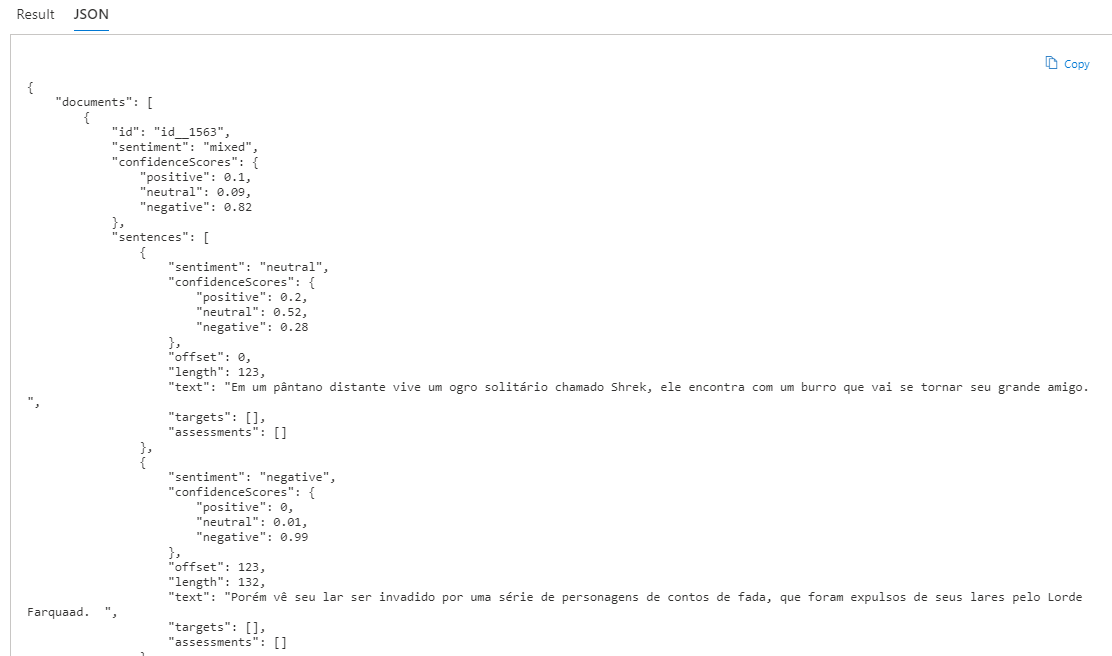 Result JSON
Copy
{
    "documents": [
        {
            "id": "id__1563",
            "sentiment": "mixed",
            "confidenceScores": {
                "positive": 0.1,
                "neutral": 0.09,
                "negative": 0.82
            },
            "sentences": [
                {
                    "sentiment": "neutral",
                    "confidenceScores": {
                        "positive": 0.2,
                        "neutral": 0.52,
                        "negative": 0.28
                    },
                    "offset": 0,
                    "length": 123,
                    "text": "Em um pântano distante vive um ogro solitário chamado Shrek, ele encontra com um burro que vai se tornar seu grande amigo.
",
                    "targets": [],
                    "assessments": []
                },
                {
                    "sentiment": "negative",
                    "confidenceScores": {
                        "positive": 0,
                        "neutral": 0.01,
                        "negative": 0.99
                    },
                    "offset": 123,
                    "length": 132,
                    "text": "Porém vê seu lar ser invadido por uma série de personagens de contos de fada, que foram expulsos de seus lares pelo Lorde
Farquaad.  ",
                    "targets": [],
                    "assessments": []